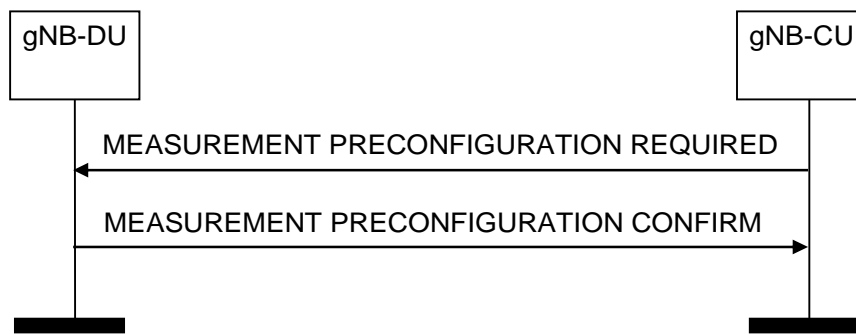 gNB-DU
gNB-CU
MEASUREMENT PRECONFIGURATION REQUIRED
MEASUREMENT PRECONFIGURATION CONFIRM